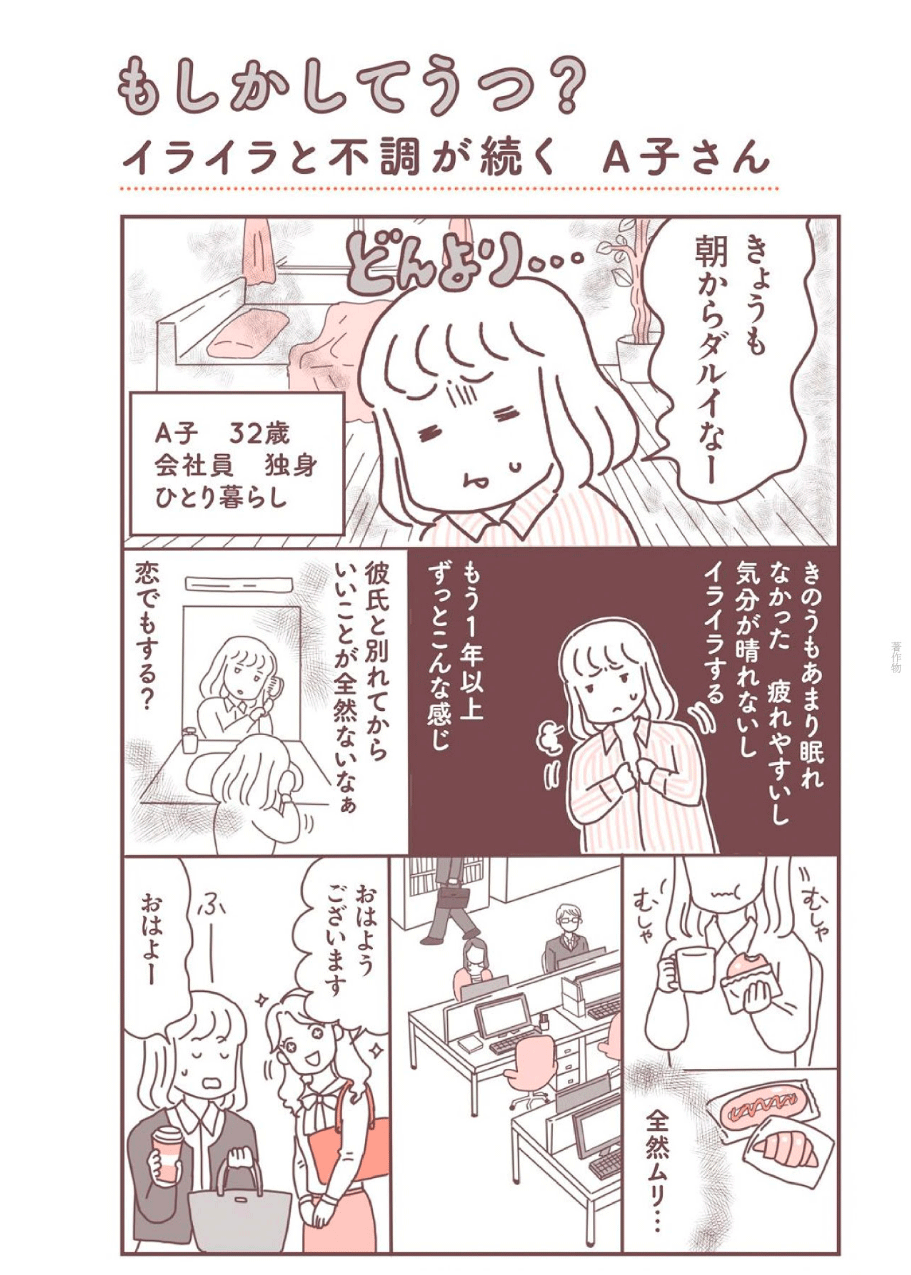 もしかしてうつ?
イライラと不調が続く A子さん
きょうも
朝からダルイなー
どんより…
A子 32歳
会社員 独身
ひとり暮らし
きのうもあまり眠れ
なかった 疲れやすいし
気分が晴れないし
イライラする
もう1年以上
ずっとこんな感じ
彼氏と別れてから
いいことが全然ないなぁ
恋でもする?
むしゃ
むしゃ
全然ムリ…
おはよう
ございます
ふー
おはよー
著作物